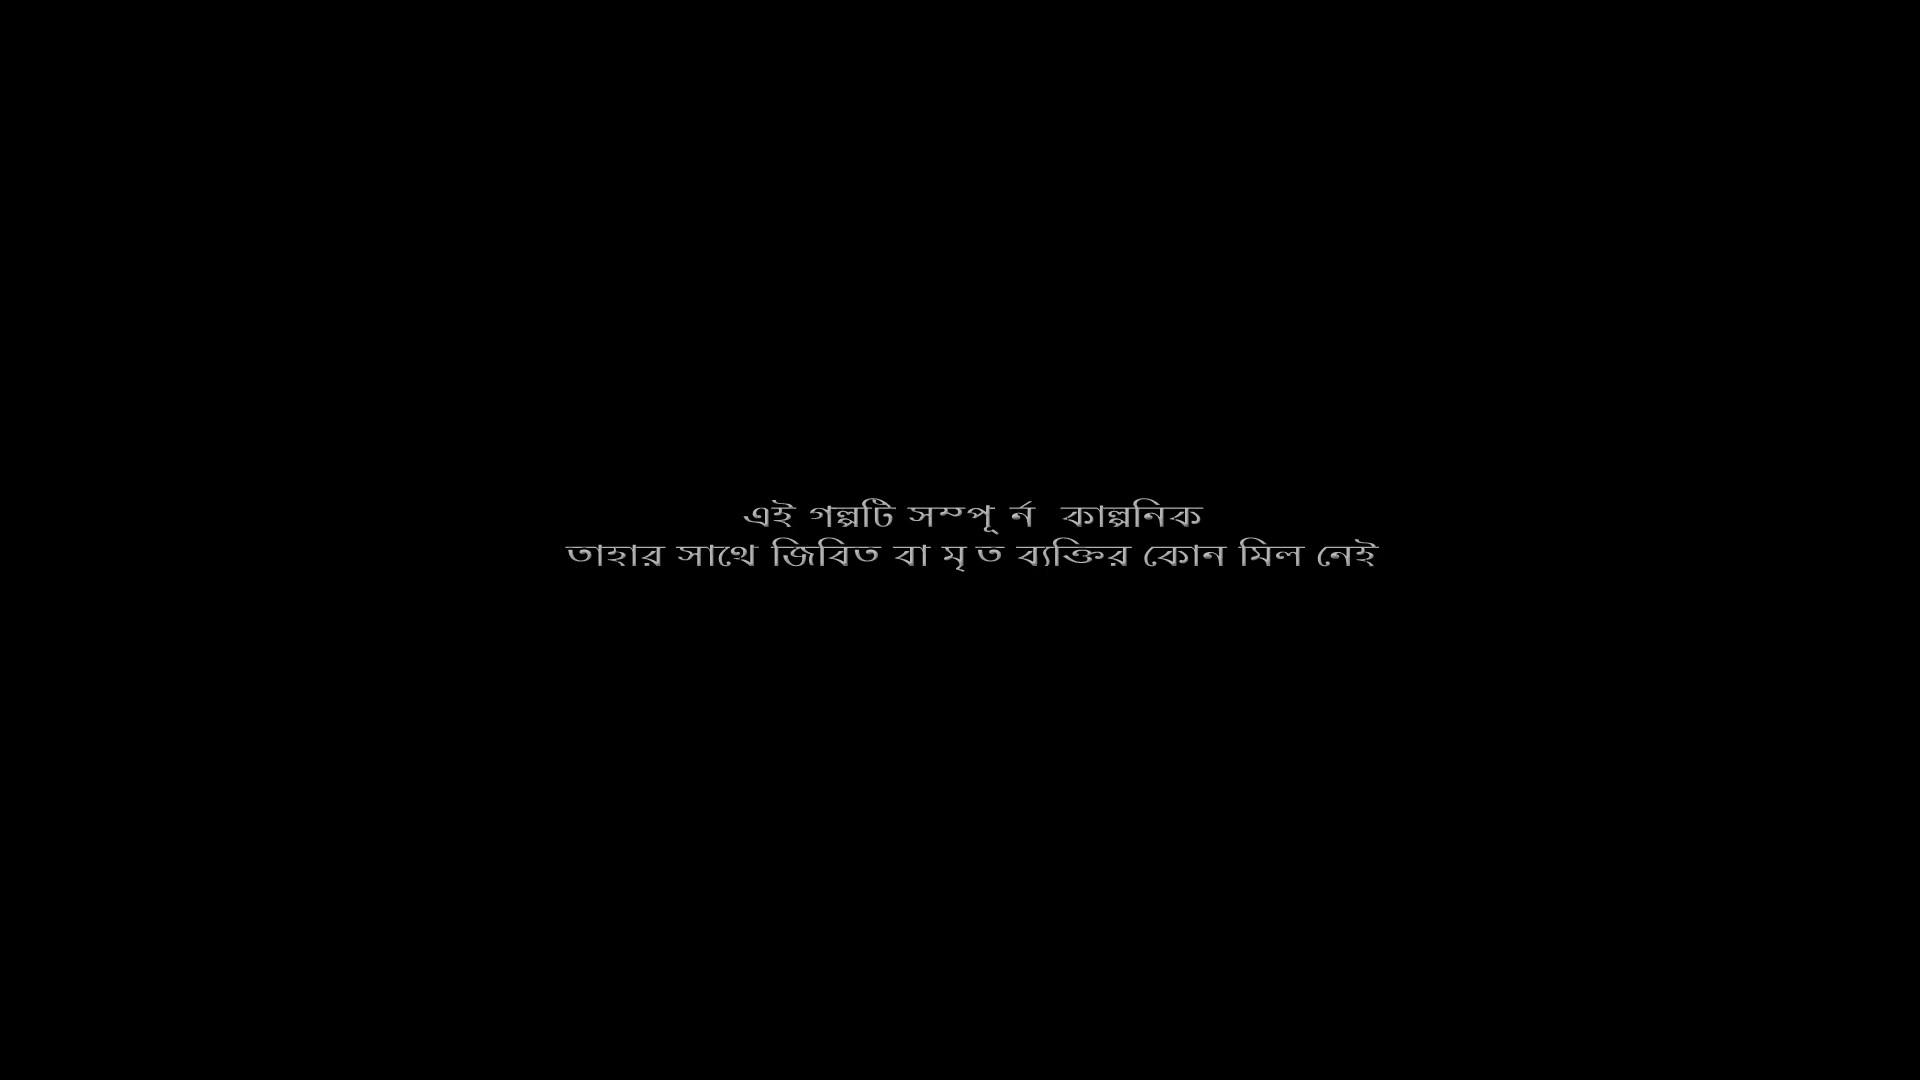 এই গল্পটি সম্পূর্ন কাল্পনিক
তাহার সাথে জিবিত বা মৃত ব্যক্তির কোন মিল নেই